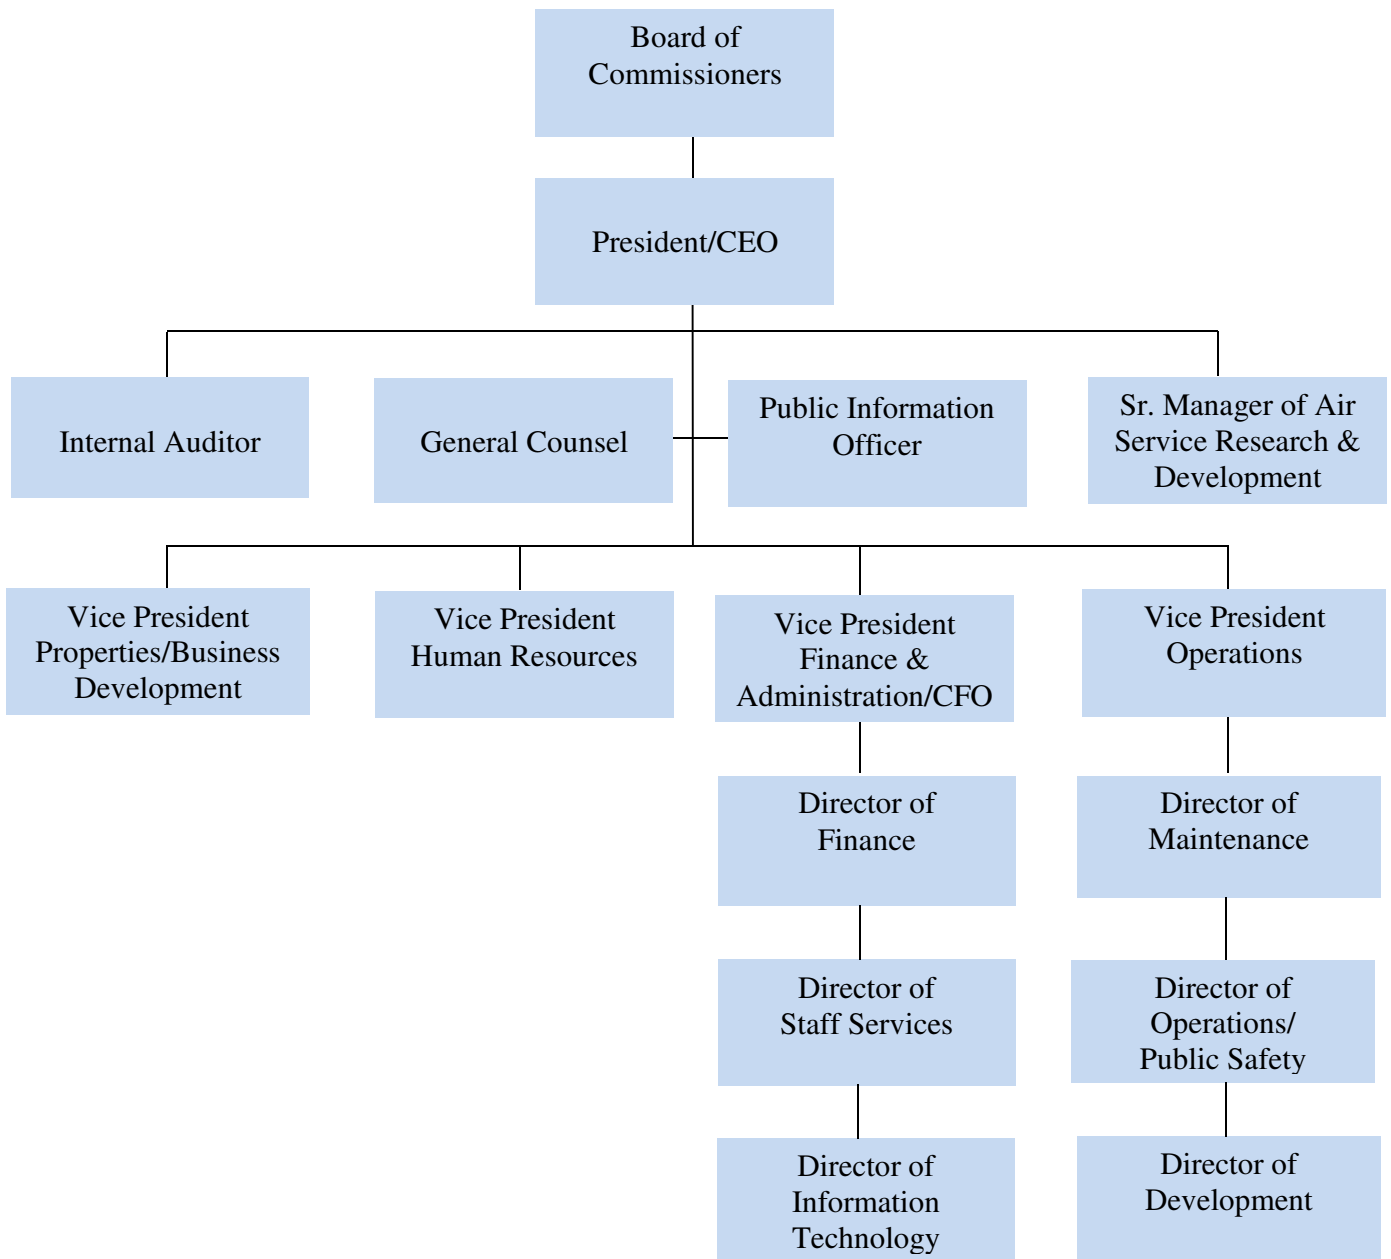 Board of
Commissioners
President/CEO
Internal Auditor
General Counsel
Public Information
Officer
Sr. Manager of Air
Service Research &
Development
Vice President
Properties/Business
Development
Vice President
Human Resources
Vice President
Finance &
Administration/CFO
Vice President
Operations
Director of
Finance
Director of
Maintenance
Director of
Staff Services
Director of
Operations/
Public Safety
Director of
Information
Technology
Director of
Development